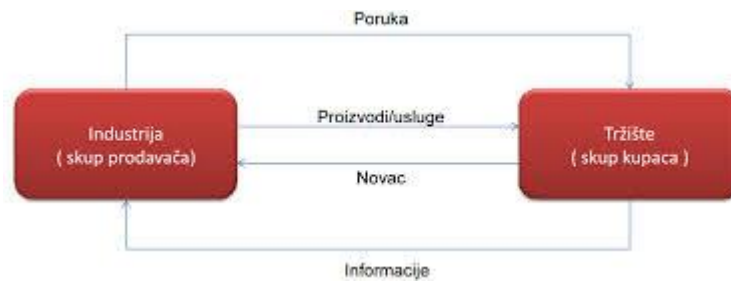 Poruka
Industrija
( skup prodavača)
Proizvodi/usluge
Novac
Tržište
( skup kupaca )
Informacije